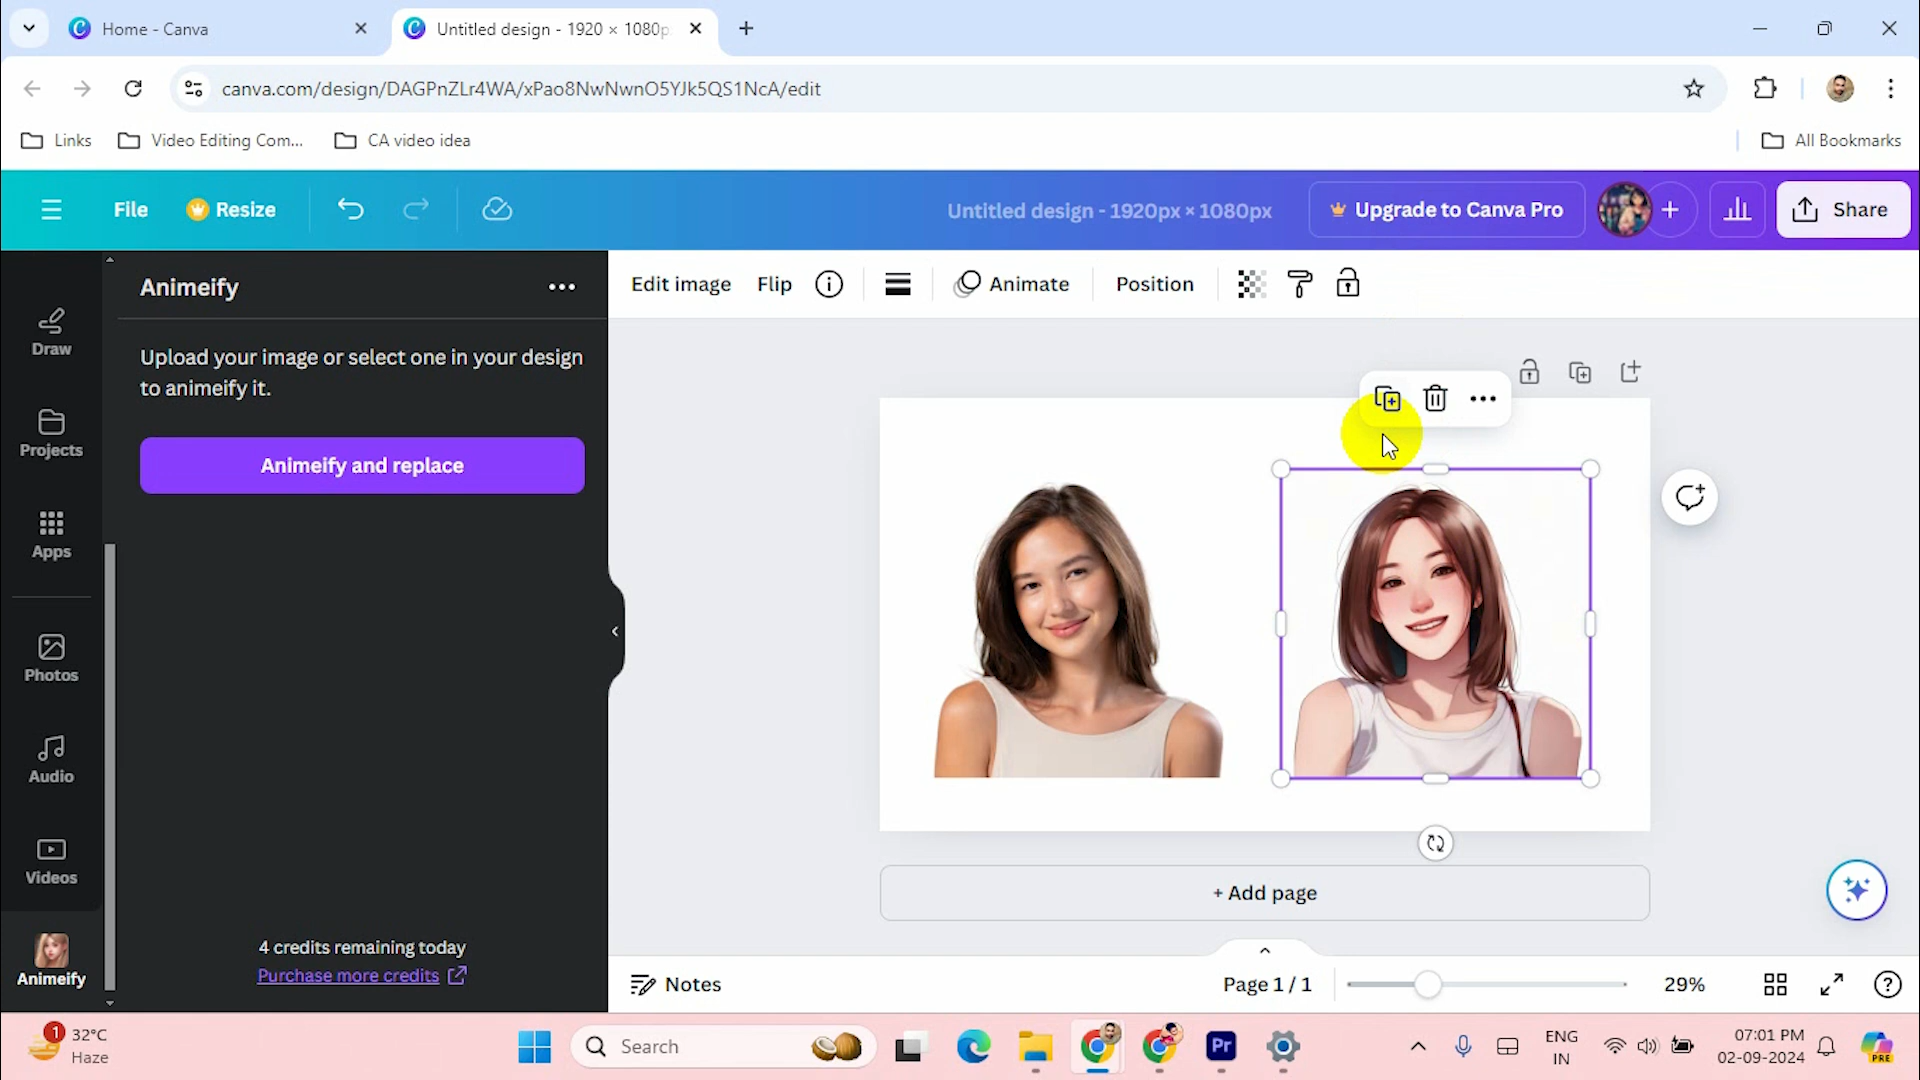 Home - Canva
Untitled design - 1920 × 1080p
canva.com/design/DAGPnZLr4WA/xPao8NwNwnO5YJk5QS1NcA/edit
Links
Video Editing Com...
CA video idea
All Bookmarks
File
Resize
Untitled design - 1920px × 1080px
Upgrade to Canva Pro
Share
Draw
Projects
Apps
Photos
Audio
Videos
Animeify
Animeify
Upload your image or select one in your design
to animeify it.
Animeify and replace
4 credits remaining today
Purchase more credits
Edit image
Flip
Animate
Position
+ Add page
Notes
Page 1 / 1
29%
1
32°C
Haze
Search
Pr
ENG
IN
07:01 PM
02-09-2024
PRE